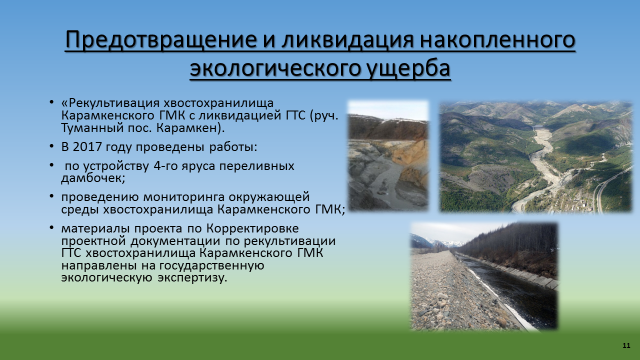 Предотвращение и ликвидация накопленного
экологического ущерба
• «Рекультивация хвостохранилища
Карамкенского ГМК с ликвидацией ГТС (руч.
Туманный пос. Карамкен).
• В 2017 году проведены работы:
• по устройству 4-го яруса переливных
дамбочек;
• проведению мониторинга окружающей
среды хвостохранилища Карамкенского ГМК;
• материалы проекта по Корректировке
проектной документации по рекультивации
ГТС хвостохранилища Карамкенского ГМК
направлены на государственную
экологическую экспертизу.
11